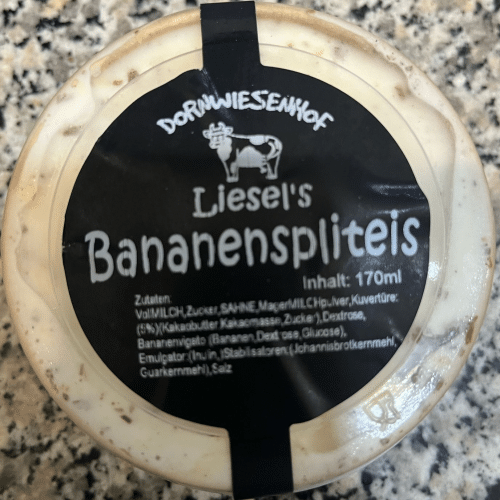 DORNWIESENHOF
Liesel's
Bananenspliteis
Inhalt: 170ml
Zutaten:
VollMILCH,Zucker,SAHNE,MagerMILCHpulver,Kuvertüre:
(5%)(Kakaobutter,Kakaomasse,Zucker),Dextrose,
Bananenvigato (Bananen,Dextrose,Glucose),
Emulgator:(Inulin,)Stabilisatoren:(Johannisbrotkernmehl,
Guarkernmehl),Salz